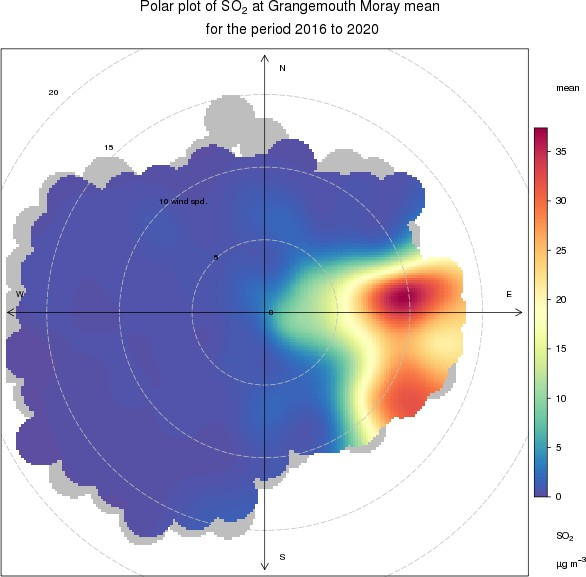 Polar plot of SO₂ at Grangemouth Moray mean
for the period 2016 to 2020
mean
20
N
15
10 wind spd.
5
W
0
E
S
35
30
25
20
15
10
5
0
SO₂
µg m⁻³